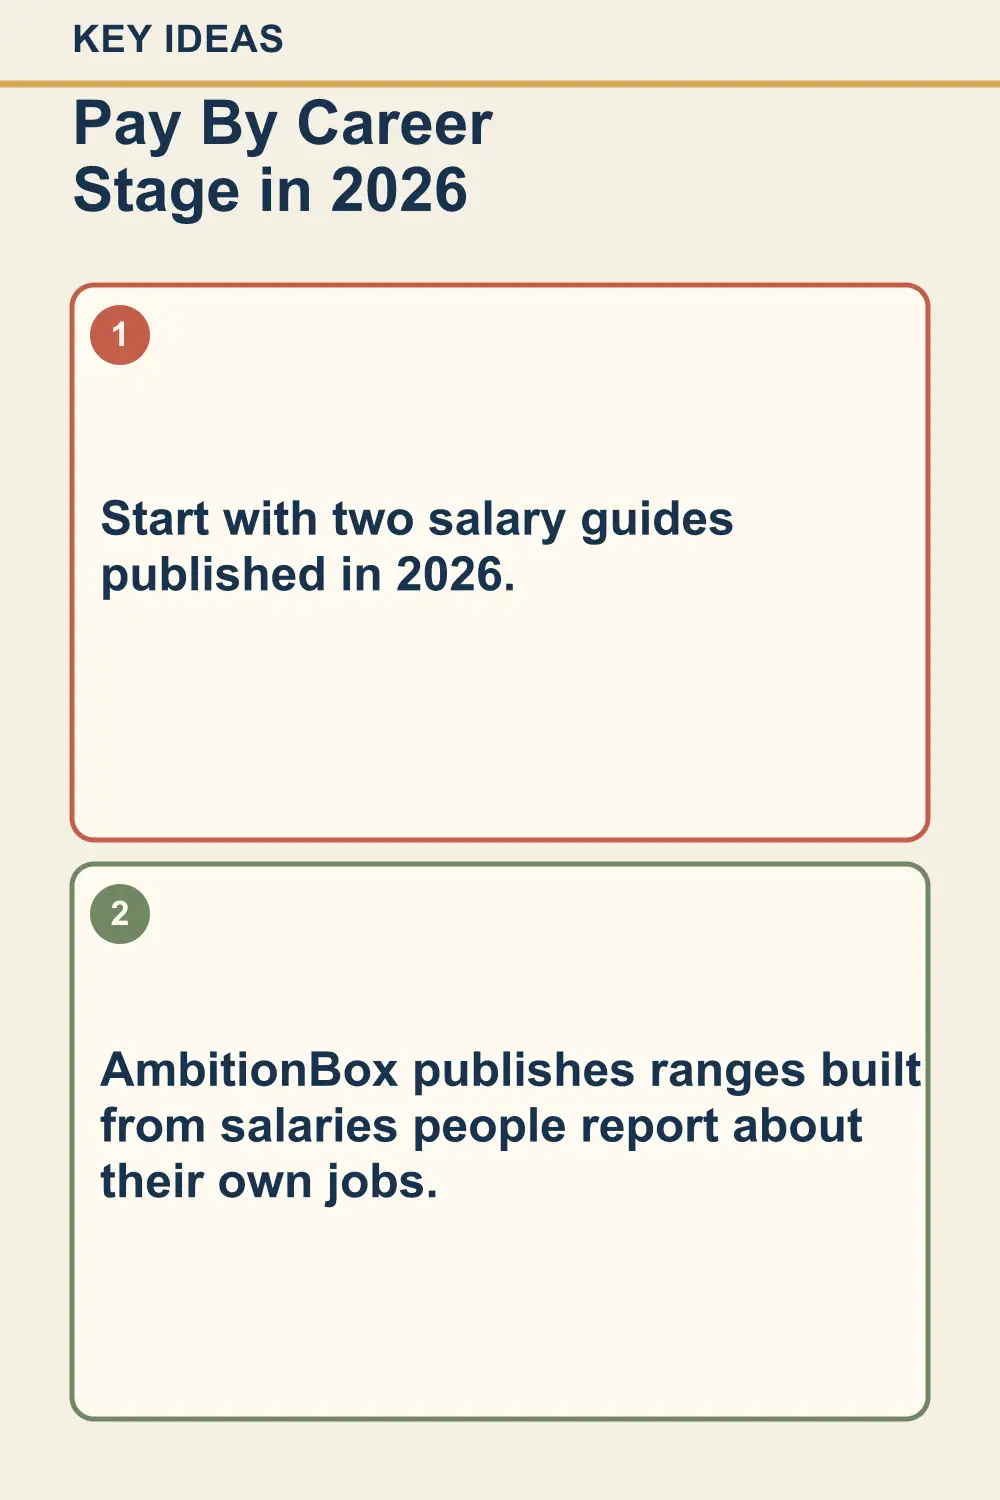 KEY IDEAS
Pay By Career
Stage in 2026
1
Start with two salary guides
published in 2026.
2
AmbitionBox publishes ranges built
from salaries people report about
their own jobs.